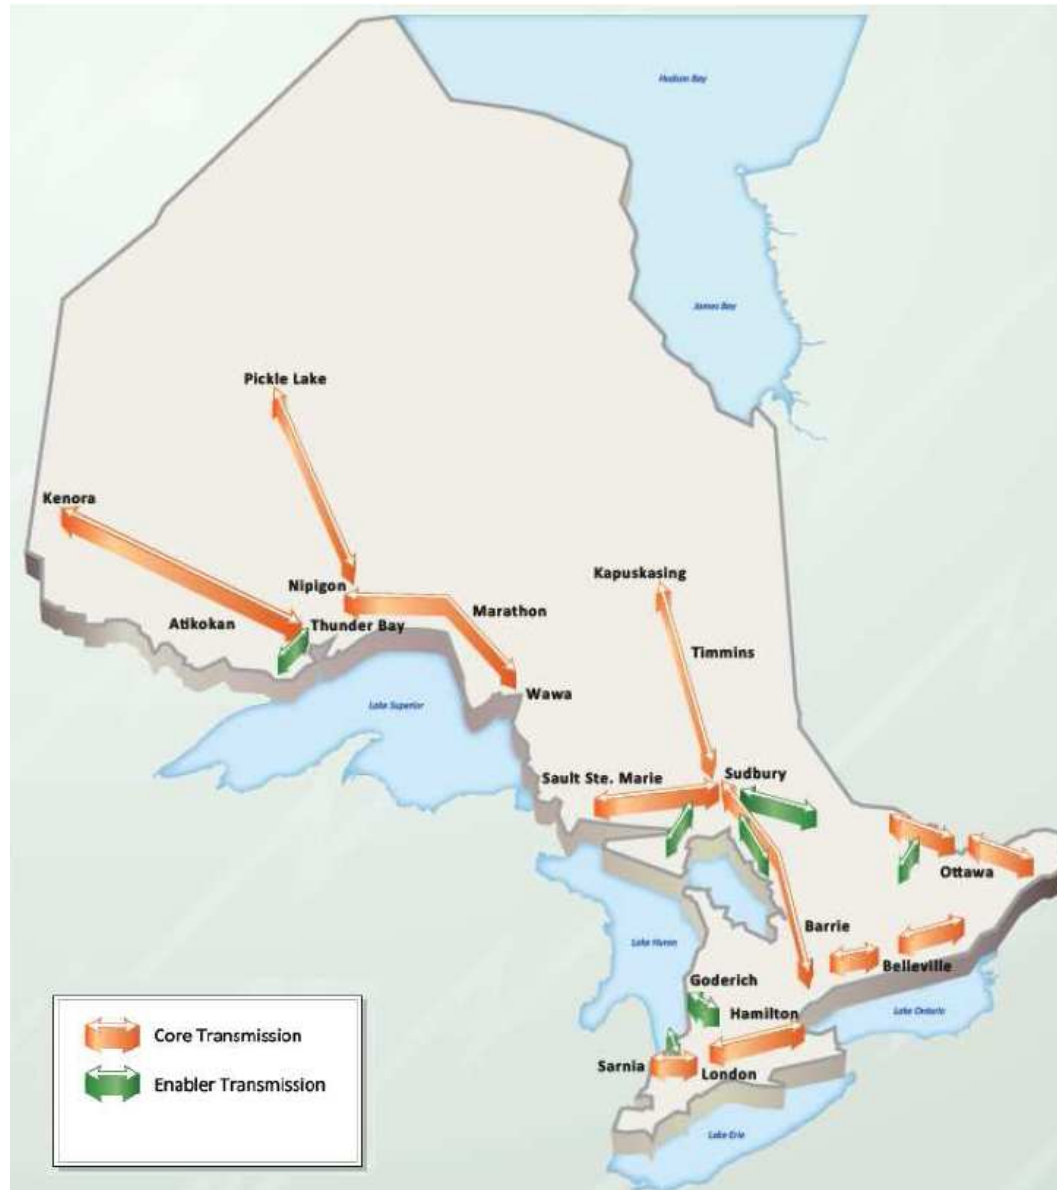 Hudson Bay
James Bay
Pickle Lake
Kenora
Kapuskasing
Nipigon
Marathon
Atikokan
Thunder Bay
Timmins
Wawa
Lake Superior
Sault Ste. Marie
Sudbury
Ottawa
Barrie
Lake Huron
Belleville
Goderich
Lake Ontario
Hamilton
Sarnia
London
Lake Erie
Core Transmission
Enabler Transmission